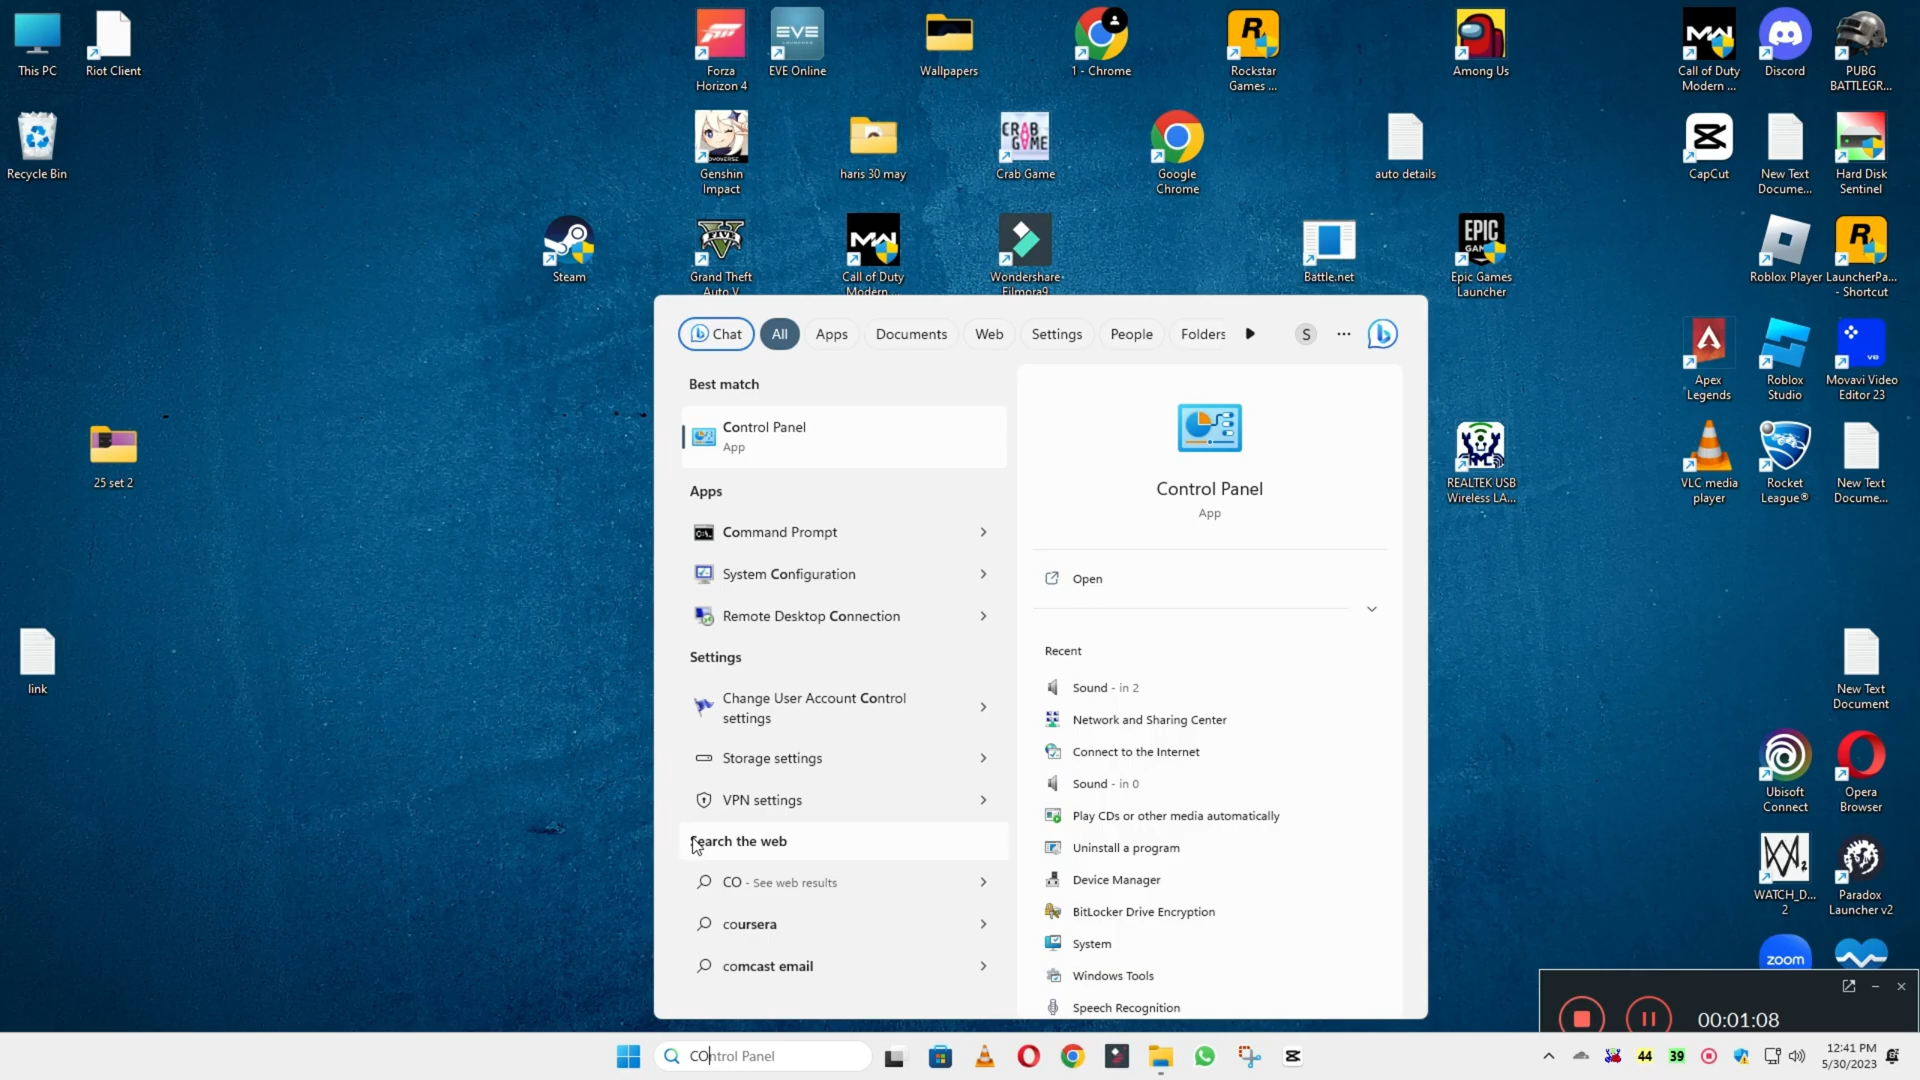 This PC
Riot Client
Forza
Horizon 4
EVE
EVE Online
Wallpapers
1 - Chrome
Rockstar
Games ...
Among Us
Call of Duty
Modern ...
Discord
PUBG
BATTLEGR...
Recycle Bin
Genshin
Impact
haris 30 may
CRAB
GAME
Crab Game
Google
Chrome
auto details
CapCut
New Text
Docume...
Hard Disk
Sentinel
Steam
Grand Theft
Auto V
Call of Duty
Modern ...
Wondershare
Filmora9
Battle.net
EPIC
GAMES
Epic Games
Launcher
Roblox Player
LauncherPa...
- Shortcut
Chat
All
Apps
Documents
Web
Settings
People
Folders
S
Apex
Legends
Roblox
Studio
Movavi Video
Editor 23
Best match
Control Panel
App
25 set 2
Apps
Command Prompt
System Configuration
Remote Desktop Connection
Settings
Change User Account Control
settings
Storage settings
VPN settings
Search the web
CO - See web results
coursera
comcast email
Control Panel
App
Open
Recent
Sound - in 2
Network and Sharing Center
Connect to the Internet
Sound - in 0
Play CDs or other media automatically
Uninstall a program
Device Manager
BitLocker Drive Encryption
System
Windows Tools
Speech Recognition
REALTEK USB
Wireless LA...
VLC media
player
Rocket
League®
New Text
Docume...
link
New Text
Document
Ubisoft
Connect
Opera
Browser
WATCH_D...
2
Paradox
Launcher v2
zoom
00:01:08
COntrol Panel
44
39
12:41 PM
5/30/2023